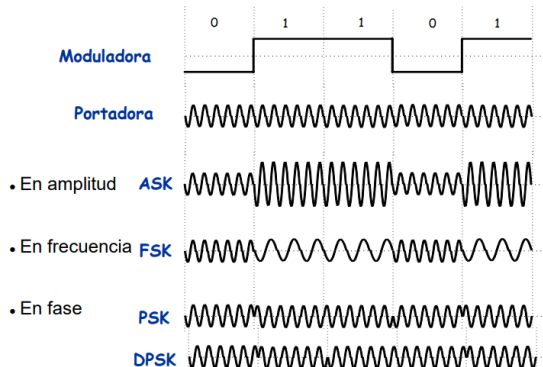 0 1 1 0 1
Moduladora
Portadora
• En amplitud ASK
• En frecuencia FSK
• En fase
PSK
DPSK